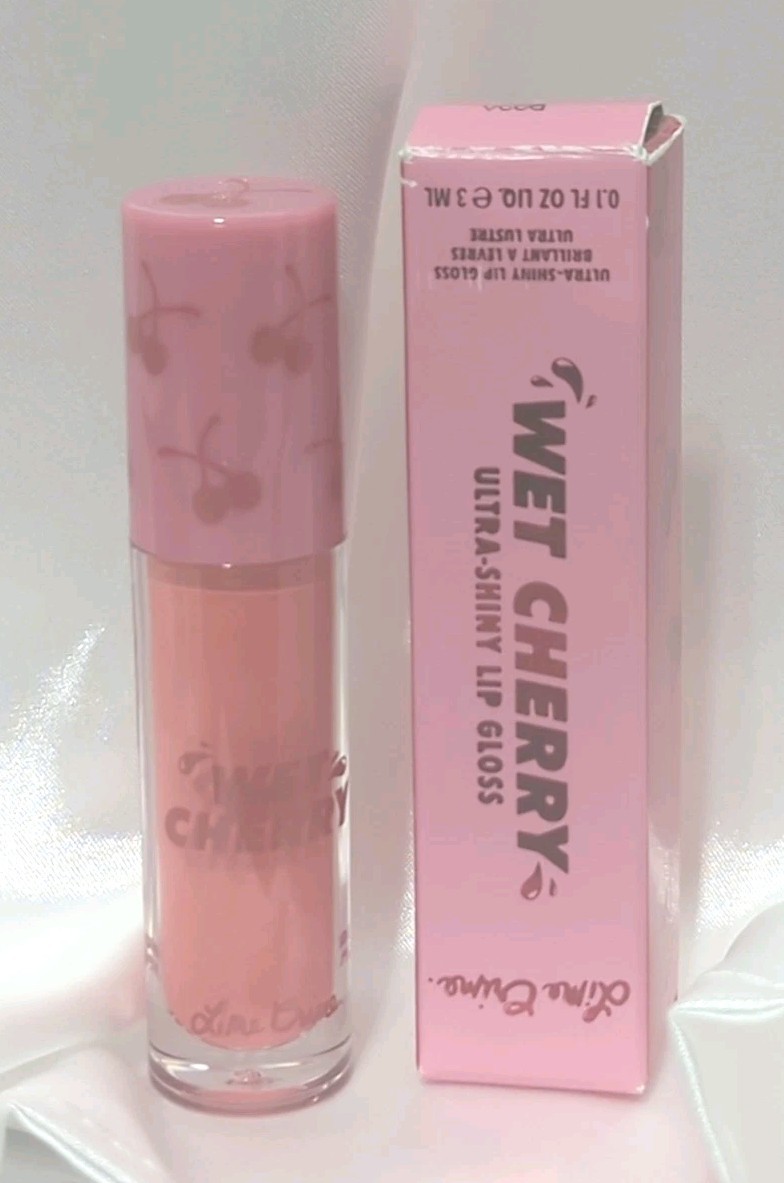 WET
CHERRY
Lime Crime
0.1 FL OZ LIQ. ℮ 3 ML
ULTRA-SHINY LIP GLOSS
BRILLANT A LEVRES
ULTRA LUSTRE
WET CHERRY
ULTRA-SHINY LIP GLOSS
Lime Crime.